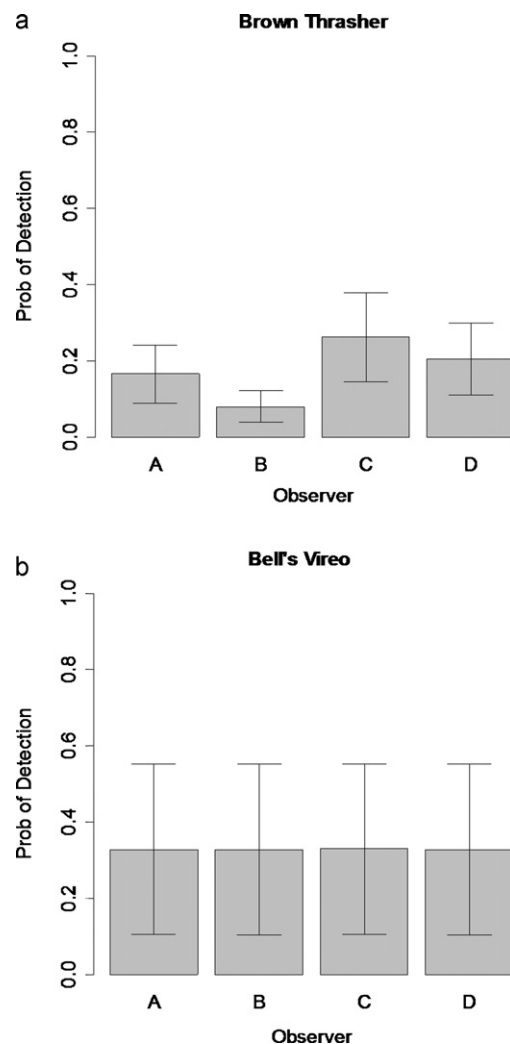 a
Brown Thrasher
Prob of Detection
1.0
0.8
0.6
0.4
0.2
0.0
A B C D
Observer
b
Bell's Vireo
Prob of Detection
1.0
0.8
0.6
0.4
0.2
0.0
A B C D
Observer